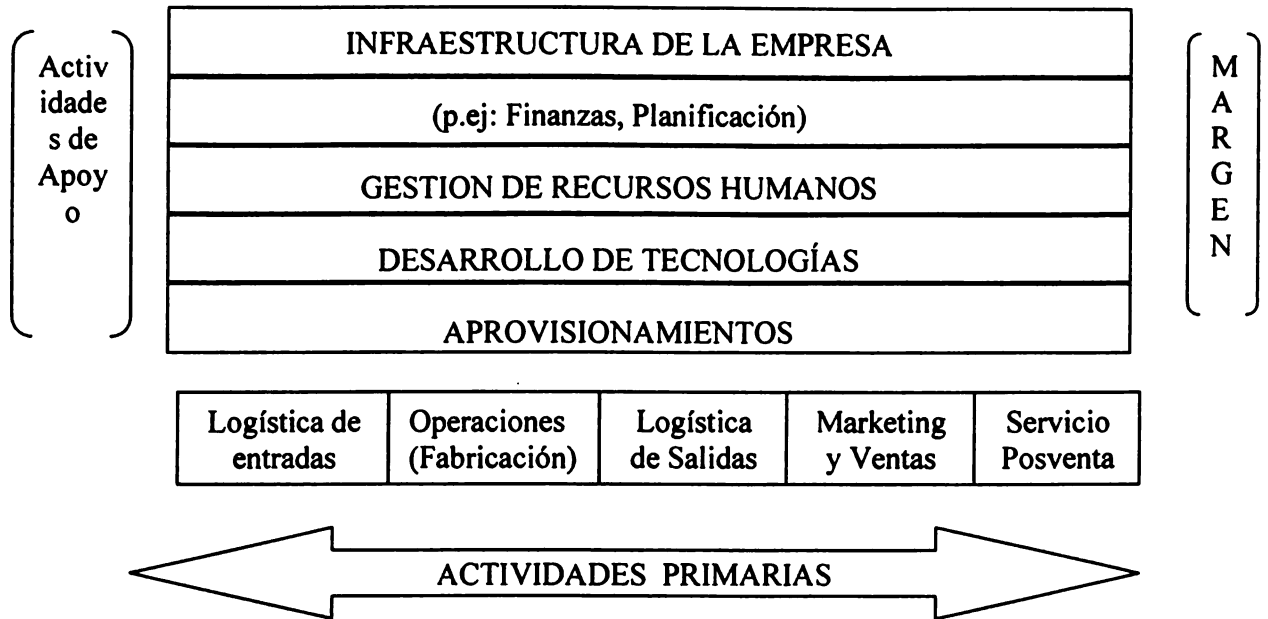 Activ
idade
s de
Apoy
o
INFRAESTRUCTURA DE LA EMPRESA
(p.ej: Finanzas, Planificación)
GESTION DE RECURSOS HUMANOS
DESARROLLO DE TECNOLOGÍAS
APROVISIONAMIENTOS
M
A
R
G
E
N
Logística de
entradas
Operaciones
(Fabricación)
Logística
de Salidas
Marketing
y Ventas
Servicio
Posventa
ACTIVIDADES PRIMARIAS